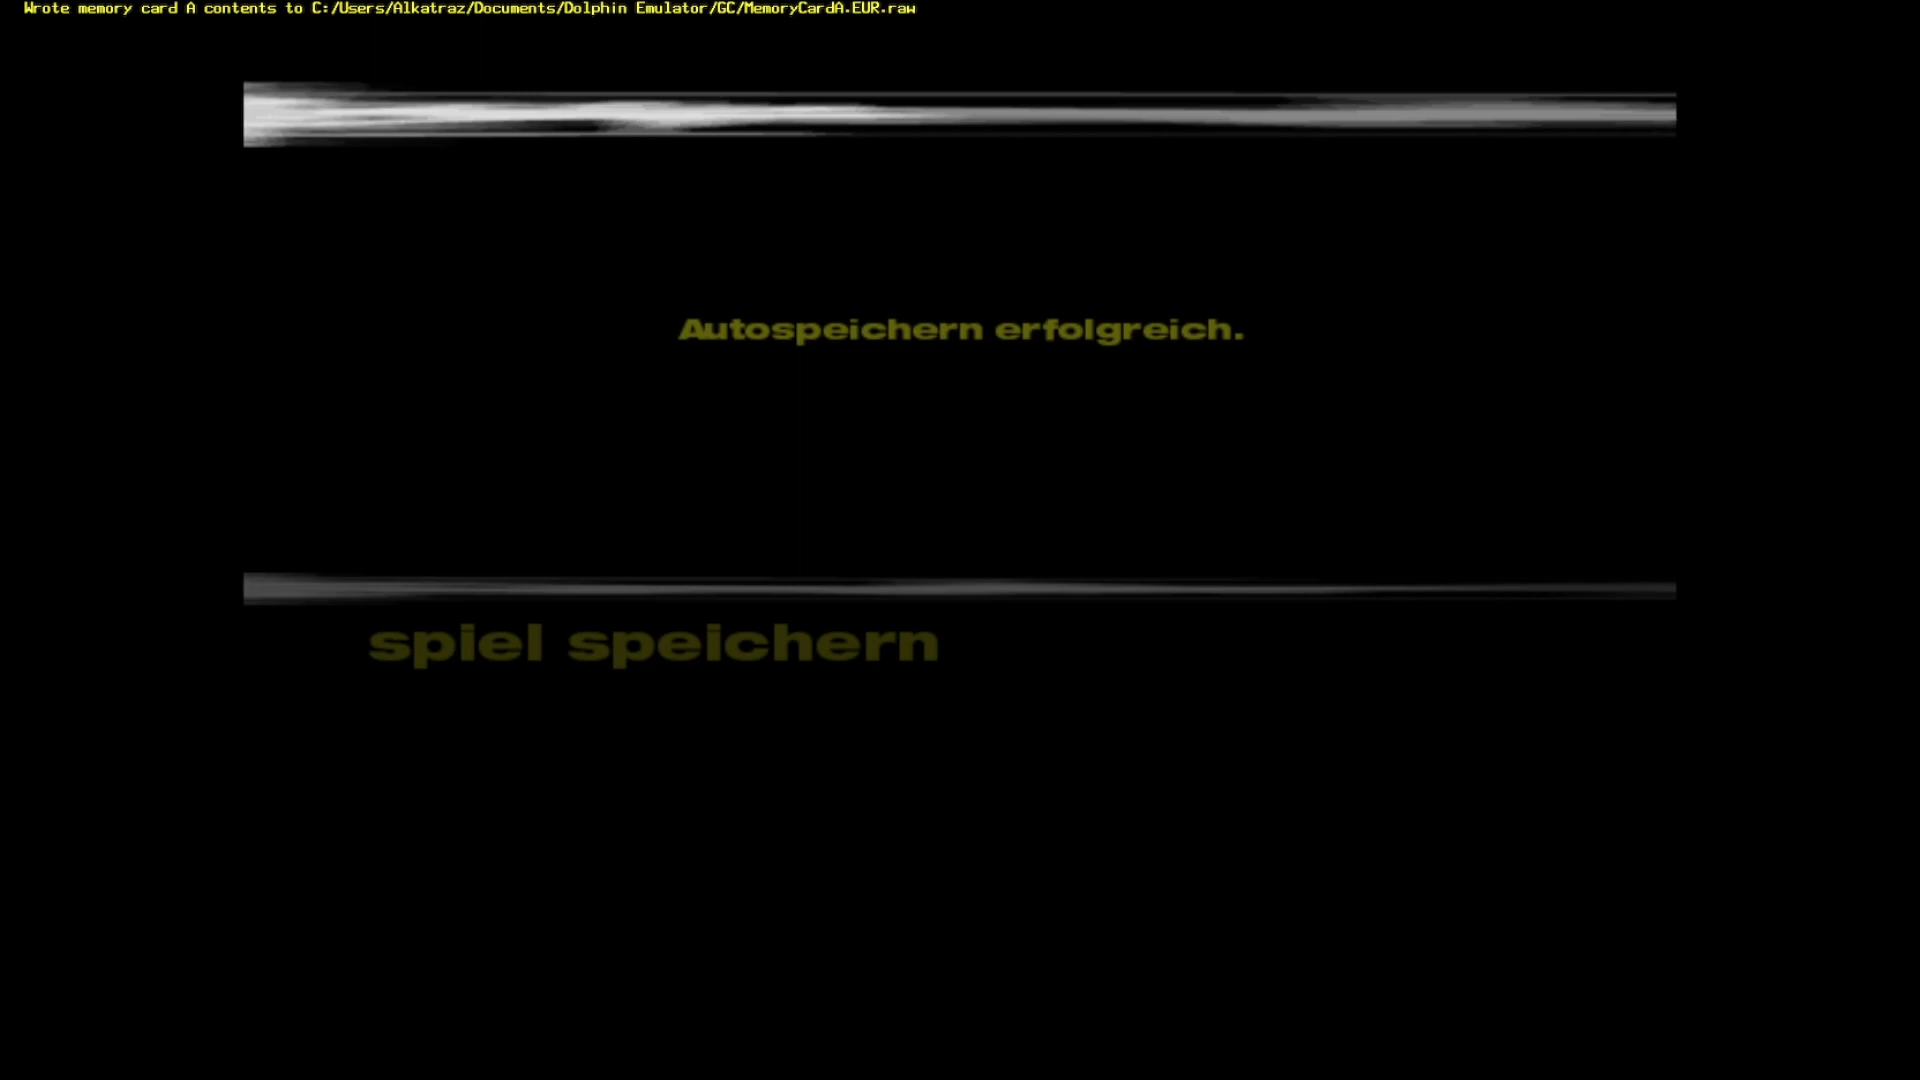 Wrote memory card A contents to C:/Users/Alkatraz/Documents/Dolphin Emulator/GC/MemoryCardA.EUR.raw
Autospeichern erfolgreich.
spiel speichern